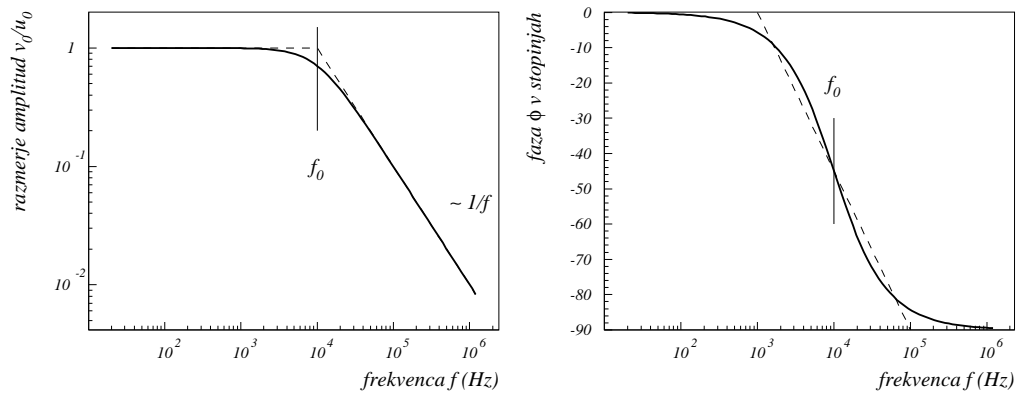 razmerje amplitud v₀/u₀
1
10⁻¹
10⁻²
f₀
~ 1/f
10² 10³ 10⁴ 10⁵ 10⁶
frekvenca f (Hz)
faza ϕ v stopinjah
0
-10
-20
-30
-40
-50
-60
-70
-80
-90
f₀
10² 10³ 10⁴ 10⁵ 10⁶
frekvenca f (Hz)